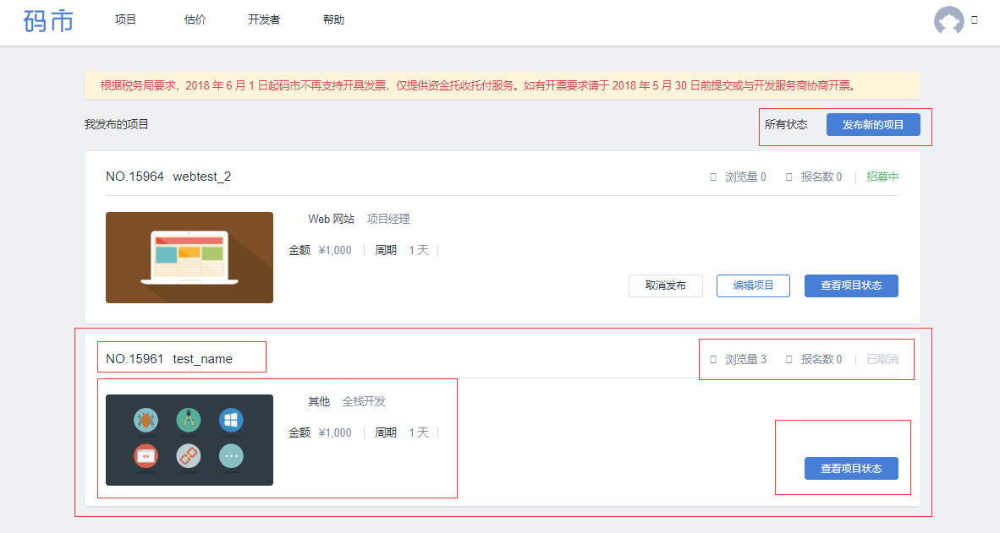 码市 项目 估价 开发者 帮助
根据税务局要求，2018 年 6 月 1 日起码市不再支持开具发票，仅提供资金托收托付服务。如有开票要求请于 2018 年 5 月 30 日前提交或与开发服务商协商开票。
我发布的项目 所有状态 发布新的项目
NO.15964 webtest_2 浏览量 0 报名数 0 招募中
Web 网站 项目经理
金额 ¥1,000 周期 1 天
取消发布 编辑项目 查看项目状态
NO.15961 test_name 浏览量 3 报名数 0 已取消
其他 全栈开发
金额 ¥1,000 周期 1 天
404
查看项目状态